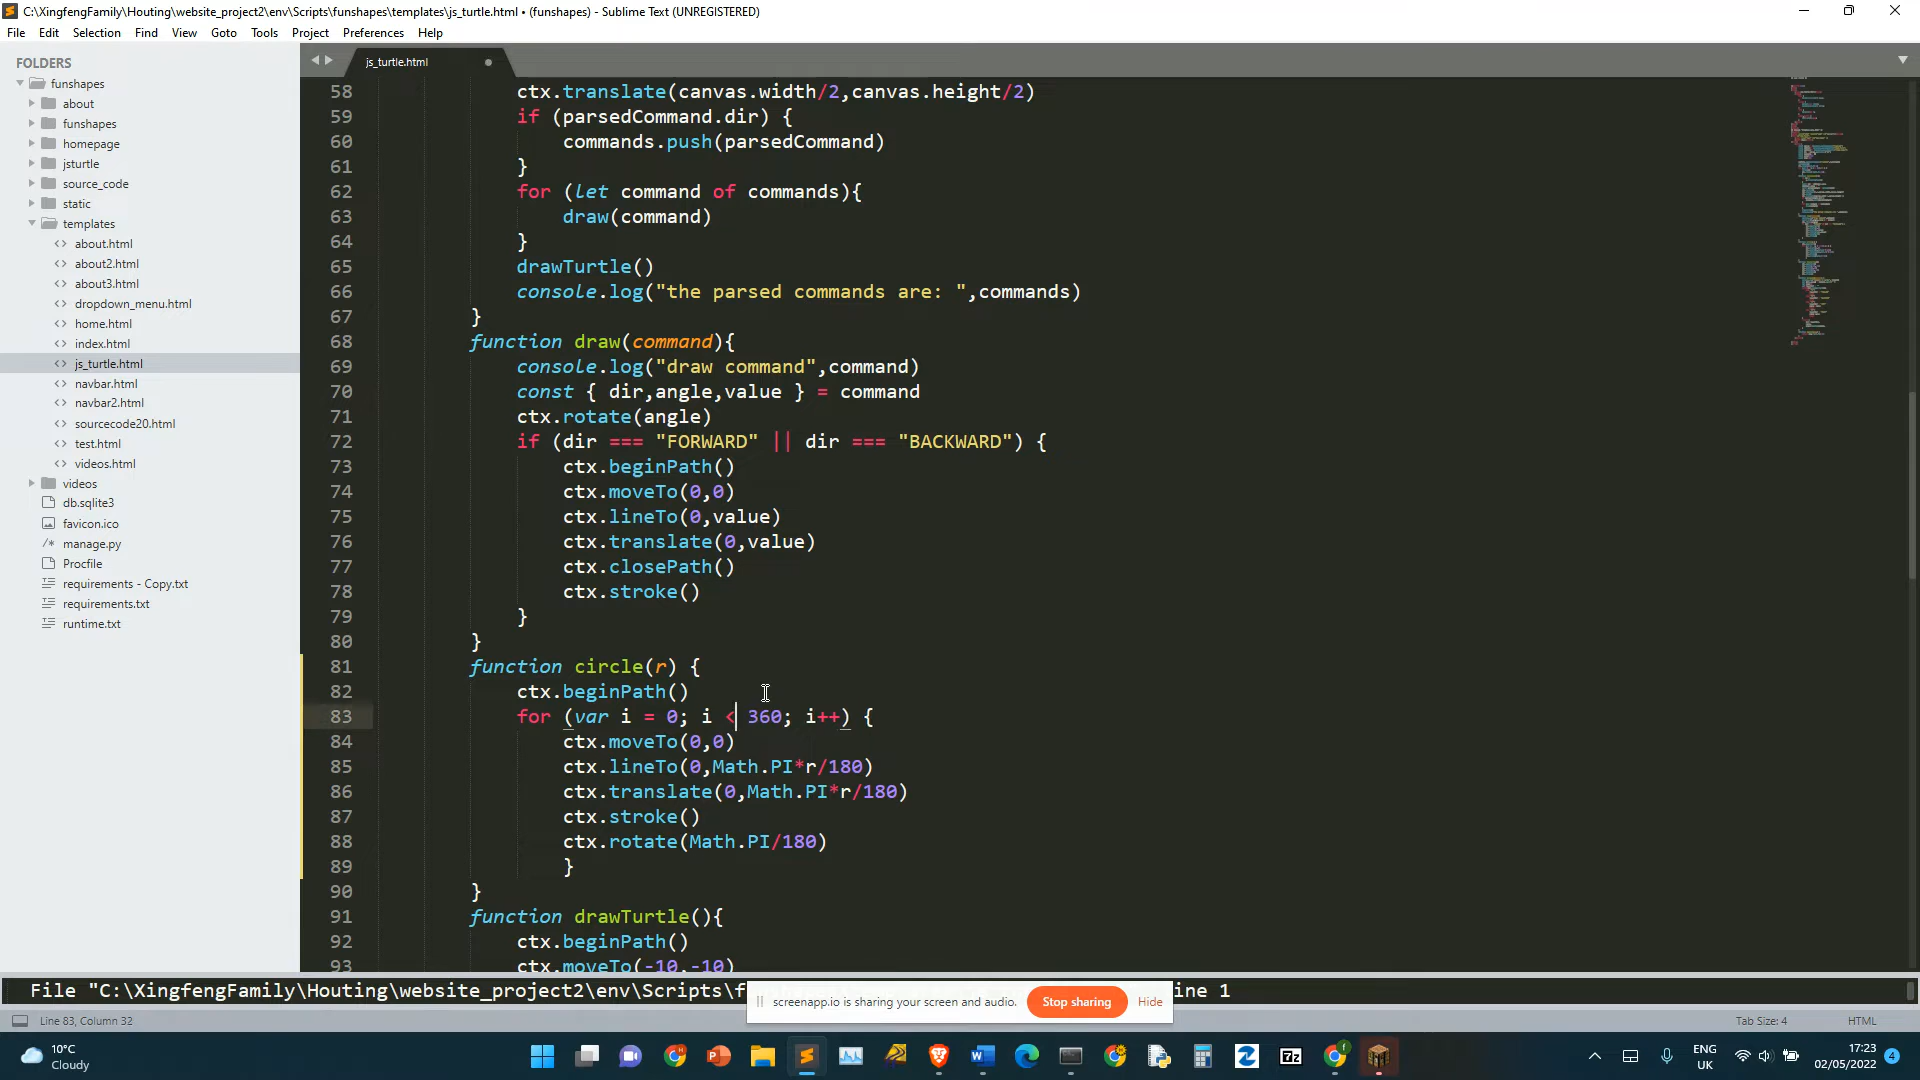 C:\XingfengFamily\Houting\website_project2\env\Scripts\funshapes\templates\js_turtle.html • (funshapes) - Sublime Text (UNREGISTERED)
File Edit Selection Find View Goto Tools Project Preferences Help
FOLDERS
funshapes
about
funshapes
homepage
jsturtle
source_code
static
templates
about.html
about2.html
about3.html
dropdown_menu.html
home.html
index.html
js_turtle.html
navbar.html
navbar2.html
sourcecode20.html
test.html
videos.html
videos
db.sqlite3
favicon.ico
manage.py
Procfile
requirements - Copy.txt
requirements.txt
runtime.txt
js_turtle.html
58 ctx.translate(canvas.width/2,canvas.height/2)
59 if (parsedCommand.dir) {
60 commands.push(parsedCommand)
61 }
62 for (let command of commands){
63 draw(command)
64 }
65 drawTurtle()
66 console.log("the parsed commands are: ",commands)
67 }
68 function draw(command){
69 console.log("draw command",command)
70 const { dir,angle,value } = command
71 ctx.rotate(angle)
72 if (dir === "FORWARD" || dir === "BACKWARD") {
73 ctx.beginPath()
74 ctx.moveTo(0,0)
75 ctx.lineTo(0,value)
76 ctx.translate(0,value)
77 ctx.closePath()
78 ctx.stroke()
79 }
80 }
81 function circle(r) {
82 ctx.beginPath()
83 for (var i = 0; i < 360; i++) {
84 ctx.moveTo(0,0)
85 ctx.lineTo(0,Math.PI*r/180)
86 ctx.translate(0,Math.PI*r/180)
87 ctx.stroke()
88 ctx.rotate(Math.PI/180)
89 }
90 }
91 function drawTurtle(){
92 ctx.beginPath()
93 ctx.moveTo(-10,-10)
File "C:\XingfengFamily\Houting\website_project2\env\Scripts\f
ine 1
screenapp.io is sharing your screen and audio. Stop sharing Hide
Line 83, Column 32 Tab Size: 4 HTML
10°C
Cloudy
ENG
UK
17:23
02/05/2022
4
7z